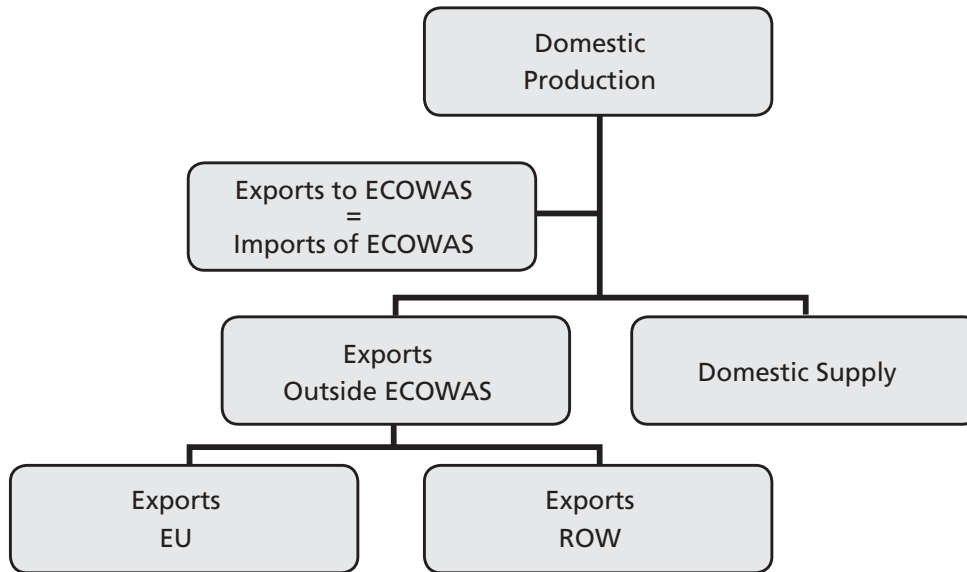 Domestic
Production
Exports to ECOWAS
=
Imports of ECOWAS
Exports
Outside ECOWAS
Domestic Supply
Exports
EU
Exports
ROW